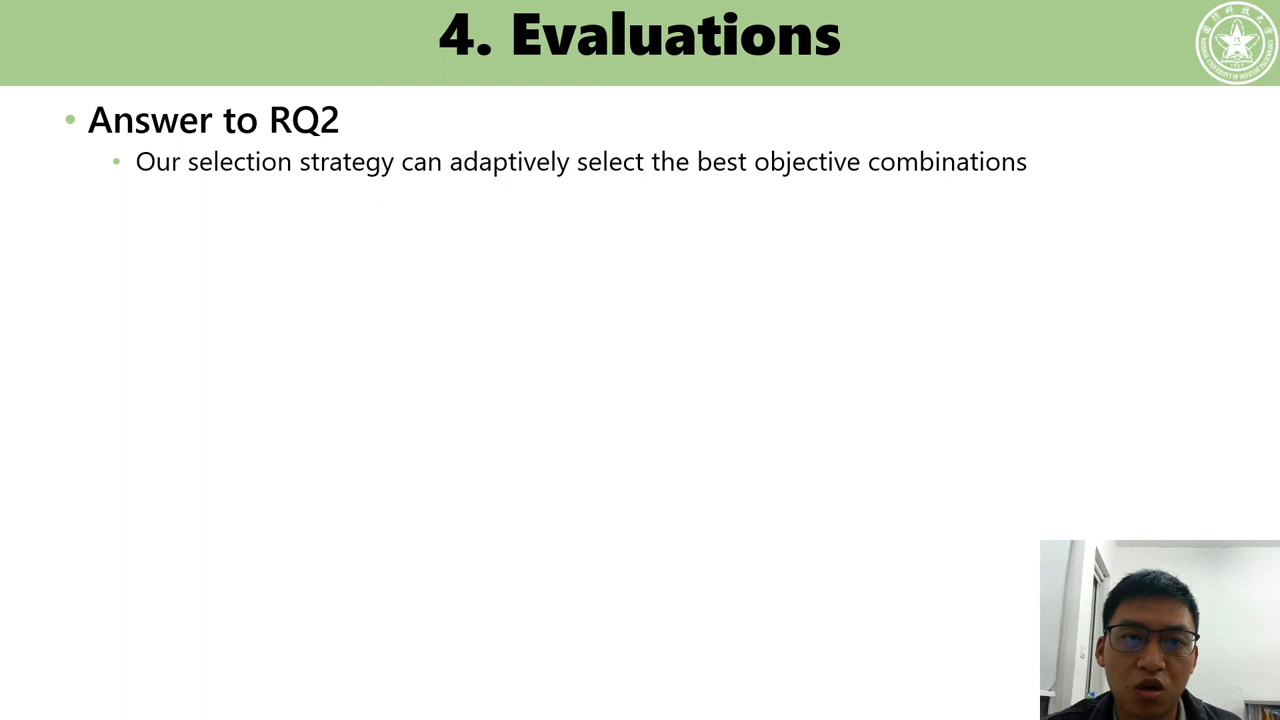 4. Evaluations
• Answer to RQ2
• Our selection strategy can adaptively select the best objective combinations